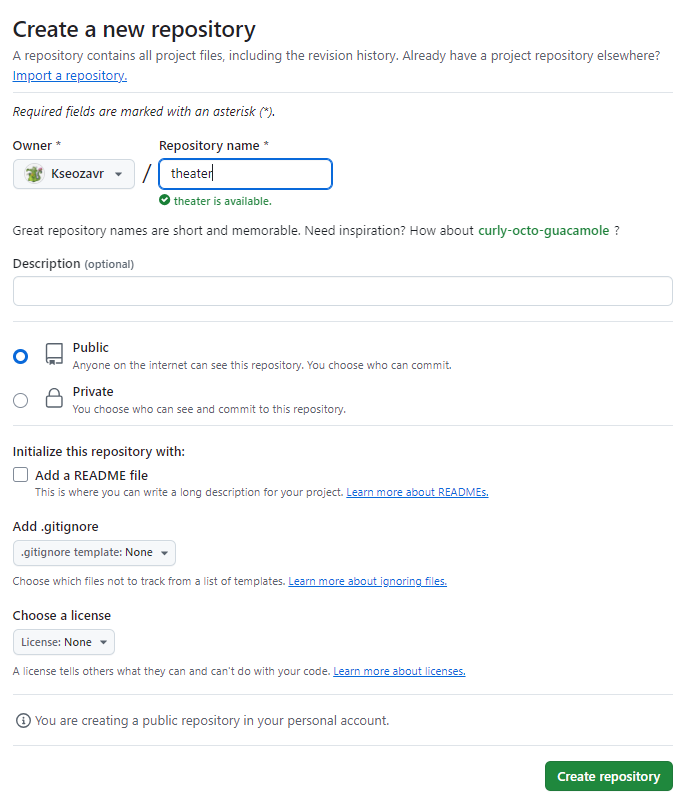 Create a new repository
A repository contains all project files, including the revision history. Already have a project repository elsewhere?
Import a repository.
Required fields are marked with an asterisk (*).
Owner * Repository name *
Kseozavr / theater
theater is available.
Great repository names are short and memorable. Need inspiration? How about curly-octo-guacamole ?
Description (optional)
Public
Anyone on the internet can see this repository. You choose who can commit.
Private
You choose who can see and commit to this repository.
Initialize this repository with:
Add a README file
This is where you can write a long description for your project. Learn more about READMEs.
Add .gitignore
.gitignore template: None
Choose which files not to track from a list of templates. Learn more about ignoring files.
Choose a license
License: None
A license tells others what they can and can't do with your code. Learn more about licenses.
You are creating a public repository in your personal account.
Create repository